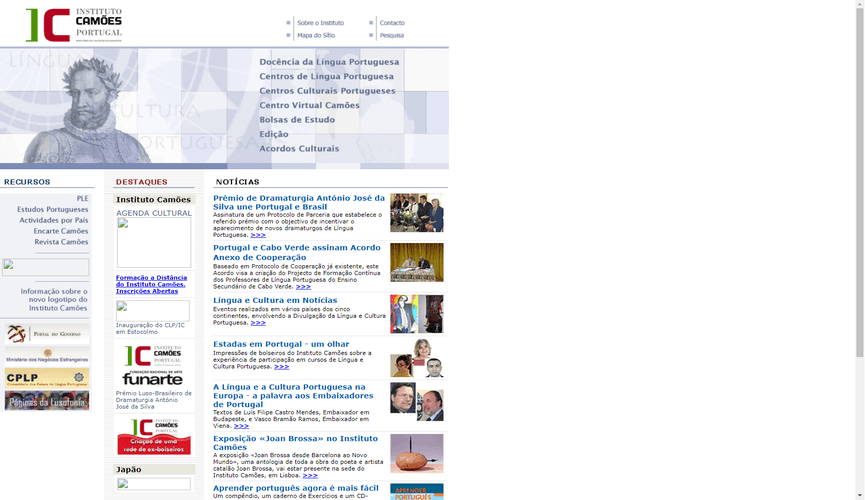 INSTITUTO
CAMÕES
PORTUGAL
Sobre o Instituto
Contacto
Mapa do Sítio
Pesquisa
LÍNGUA
CULTURA
PORTUGUESA
Docência da Língua Portuguesa
Centros de Língua Portuguesa
Centros Culturais Portugueses
Centro Virtual Camões
Bolsas de Estudo
Edição
Acordos Culturais
RECURSOS
PLE
Estudos Portugueses
Actividades por País
Encarte Camões
Revista Camões
Informação sobre o
novo logotipo do
Instituto Camões
PORTAL DO GOVERNO
Ministério dos Negócios Estrangeiros
CPLP
Comunidade dos Países de Língua Portuguesa
Páginas da Lusofonia
DESTAQUES
Instituto Camões
AGENDA CULTURAL
Formação a Distância
do Instituto Camões.
Inscrições Abertas
Inauguração do CLP/IC
em Estocolmo
INSTITUTO
CAMÕES
PORTUGAL
FUNDAÇÃO NACIONAL DE ARTE
funarte
Prémio Luso-Brasileiro de
Dramaturgia António
José da Silva
INSTITUTO
CAMÕES
PORTUGAL
Criação de uma
rede de ex-bolseiros
Japão
NOTÍCIAS
Prémio de Dramaturgia António José da
Silva une Portugal e Brasil
Assinatura de um Protocolo de Parceria que estabelece o
referido prémio com o objectivo de incentivar o
aparecimento de novos dramaturgos de Língua
Portuguesa. >>>
Portugal e Cabo Verde assinam Acordo
Anexo de Cooperação
Baseado em Protocolo de Cooperação já existente, este
Acordo visa a criação do Projecto de Formação Contínua
dos Professores de Língua Portuguesa do Ensino
Secundário de Cabo Verde. >>>
Língua e Cultura em Notícias
Eventos realizados em vários países dos cinco
continentes, envolvendo a Divulgação da Língua e Cultura
Portuguesa. >>>
Estadas em Portugal - um olhar
Impressões de bolseiros do Instituto Camões sobre a
experiência de participação em cursos de Língua e
Cultura Portuguesa. >>>
A Língua e a Cultura Portuguesa na
Europa - a palavra aos Embaixadores
de Portugal
Textos de Luís Filipe Castro Mendes, Embaixador em
Budapeste, e Vasco Bramão Ramos, Embaixador em
Viena. >>>
Exposição «Joan Brossa» no Instituto
Camões
A exposição «Joan Brossa desde Barcelona ao Novo
Mundo», uma antologia de toda a obra do poeta e artista
catalão Joan Brossa, vai estar presente na sede do
Instituto Camões, em Lisboa. >>>
Aprender português agora é mais fácil
Um compêndio, um caderno de Exercícios e um CD-
APRENDER
PORTUGUÊS